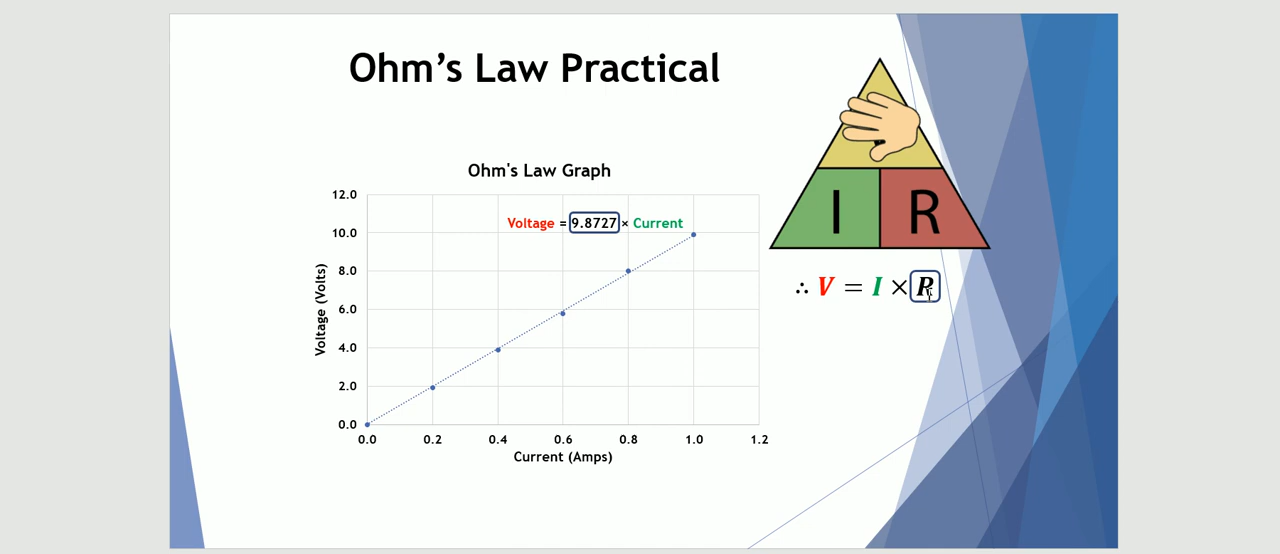 Ohm’s Law Practical
Ohm's Law Graph
Voltage = 9.8727 × Current
Voltage (Volts)
12.0
10.0
8.0
6.0
4.0
2.0
0.0
0.0 0.2 0.4 0.6 0.8 1.0 1.2
Current (Amps)
I R
∴ V = I × R